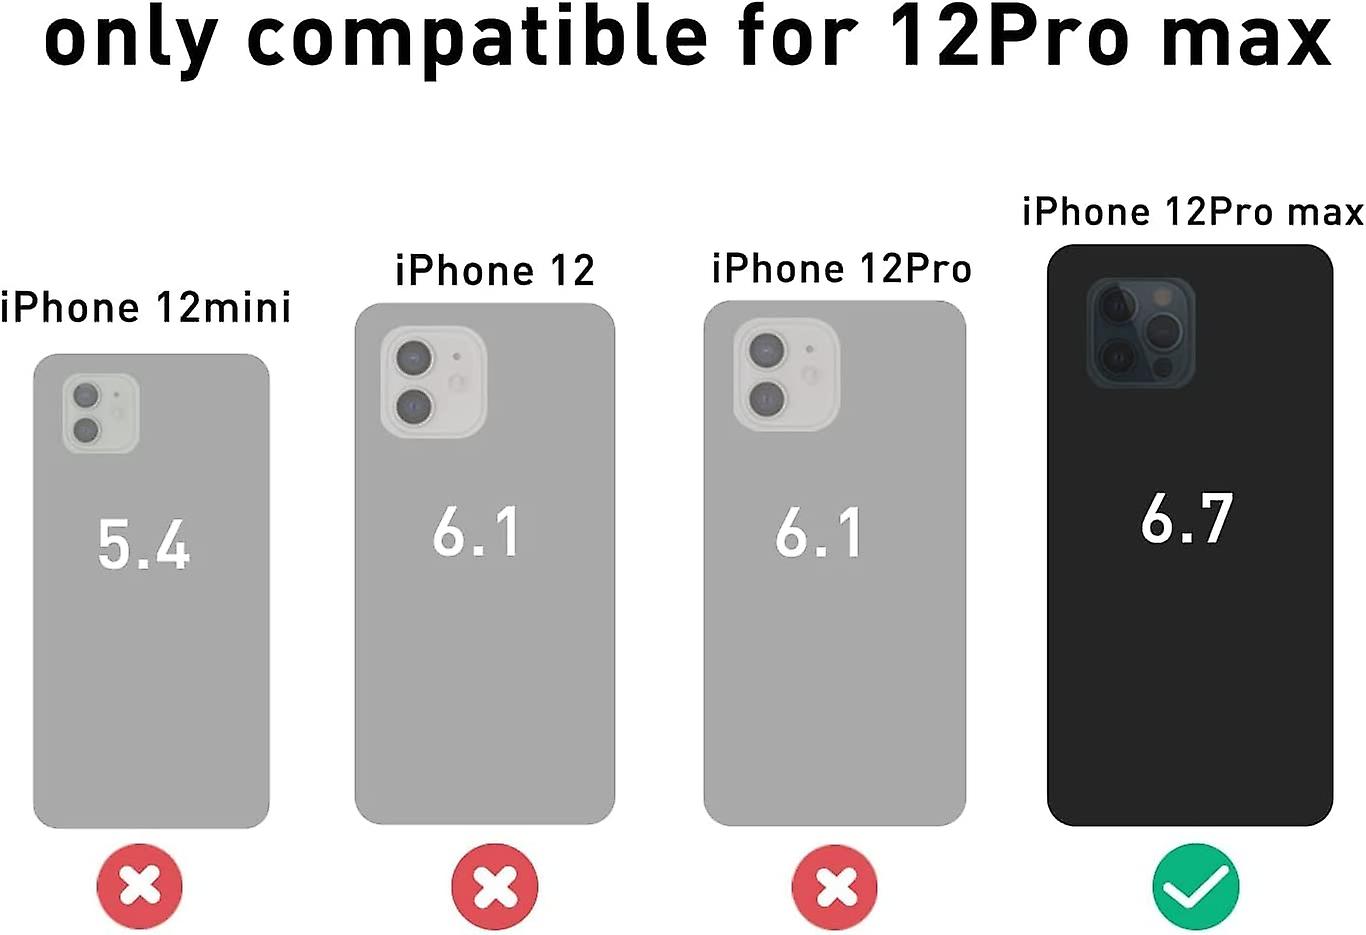 only compatible for 12Pro max
iPhone 12mini
iPhone 12
iPhone 12Pro
iPhone 12Pro max
5.4
6.1
6.1
6.7